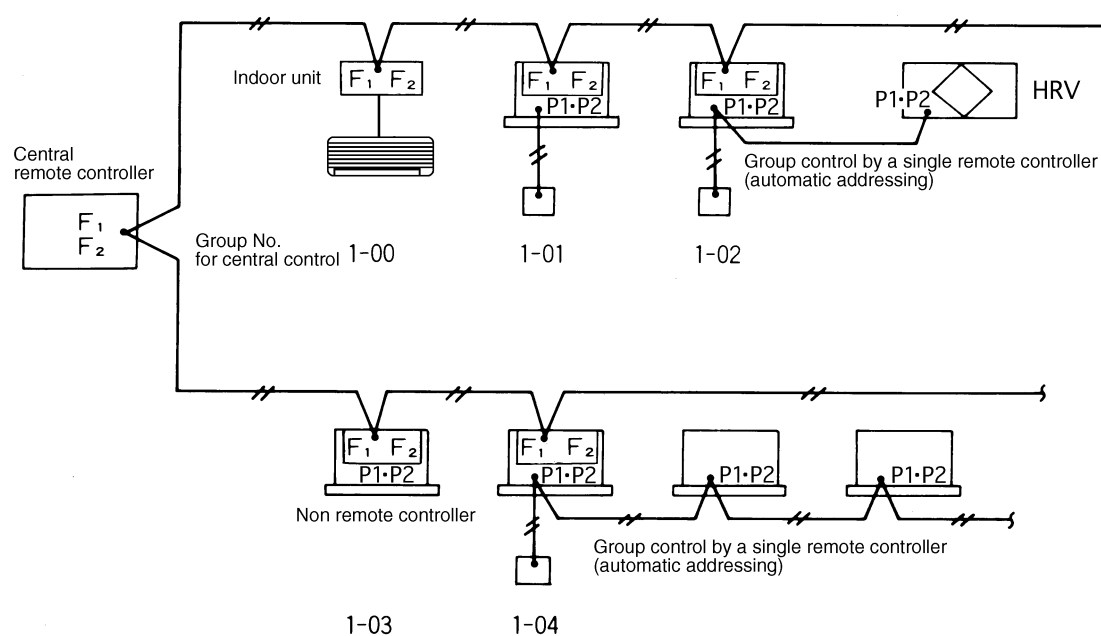 Indoor unit
F1 F2
F1 F2
P1•P2
F1 F2
P1•P2
P1•P2
HRV
Group control by a single remote controller
(automatic addressing)
Central
remote controller
F1
F2
Group No.
for central control
1-00
1-01
1-02
F1 F2
P1•P2
F1 F2
P1•P2
P1•P2
P1•P2
Non remote controller
Group control by a single remote controller
(automatic addressing)
1-03
1-04